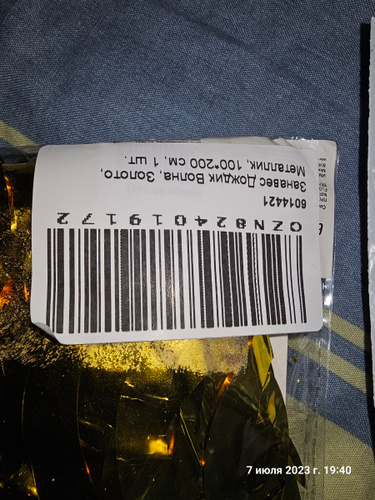 OZN824019172
6014421
Занавес Дождик Волна, Золото,
Металлик, 100*200 см, 1 шт.
7 июля 2023 г. 19:40